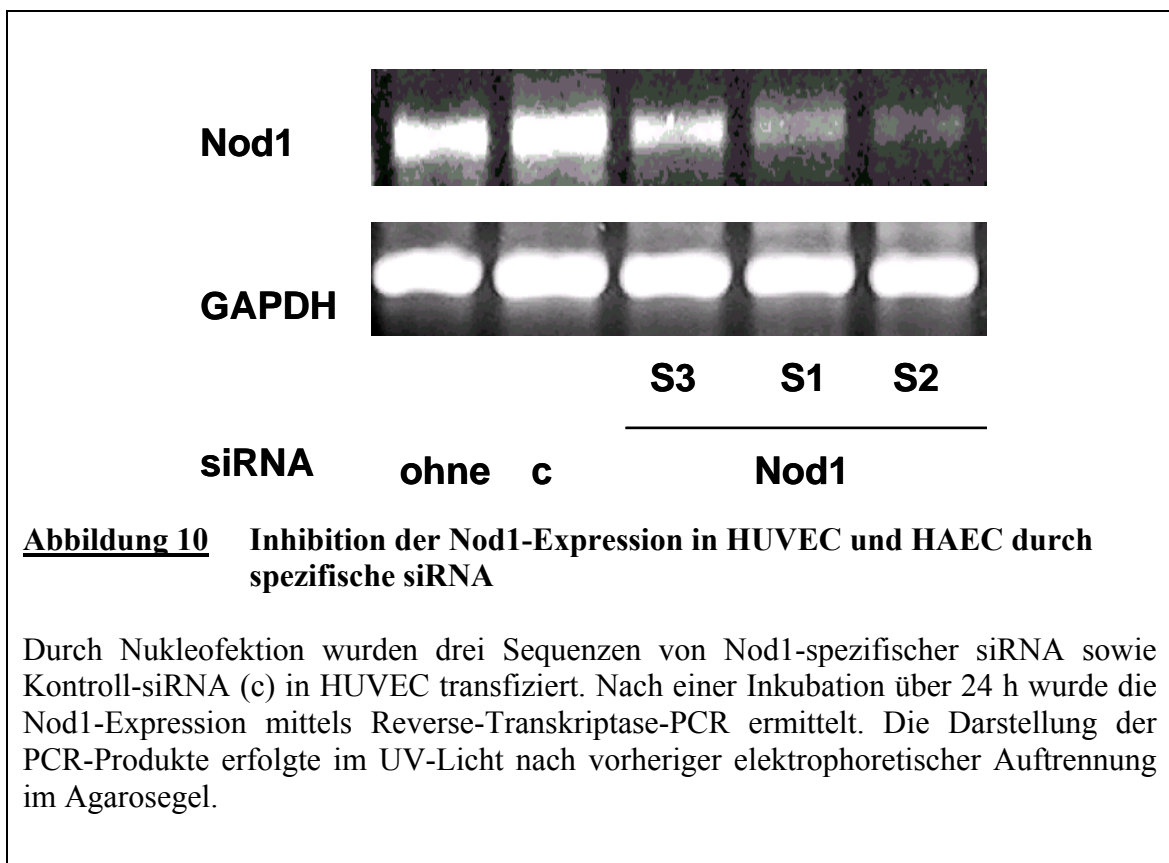 Nod1
GAPDH
S3 S1 S2
siRNA ohne c Nod1
Abbildung 10 Inhibition der Nod1-Expression in HUVEC und HAEC durch
spezifische siRNA
Durch Nukleofektion wurden drei Sequenzen von Nod1-spezifischer siRNA sowie
Kontroll-siRNA (c) in HUVEC transfiziert. Nach einer Inkubation über 24 h wurde die
Nod1-Expression mittels Reverse-Transkriptase-PCR ermittelt. Die Darstellung der
PCR-Produkte erfolgte im UV-Licht nach vorheriger elektrophoretischer Auftrennung
im Agarosegel.